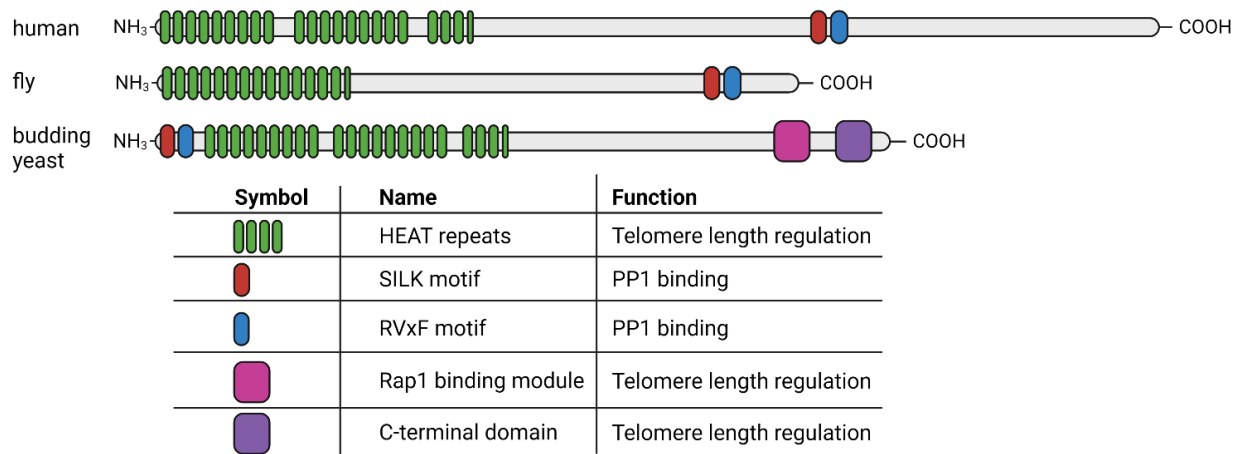 human NH3 COOH
fly NH3 COOH
budding
yeast NH3 COOH
Symbol Name Function
HEAT repeats Telomere length regulation
SILK motif PP1 binding
RVxF motif PP1 binding
Rap1 binding module Telomere length regulation
C-terminal domain Telomere length regulation